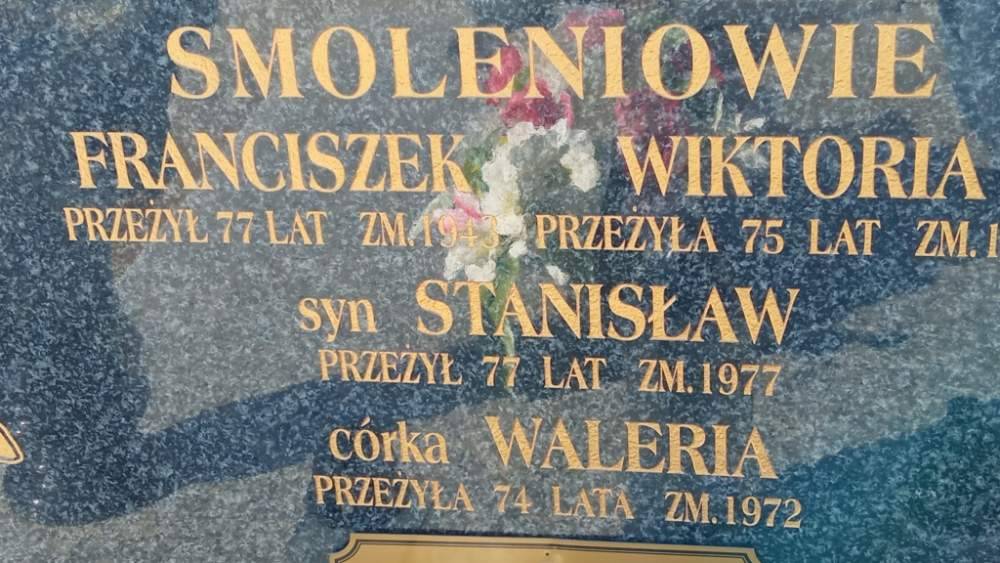 SMOLENIOWIE
FRANCISZEK WIKTORIA
PRZEŻYŁ 77 LAT ZM. 1943 PRZEŻYŁA 75 LAT ZM. 1
syn STANISŁAW
PRZEŻYŁ 77 LAT ZM. 1977
córka WALERIA
PRZEŻYŁA 74 LATA ZM. 1972